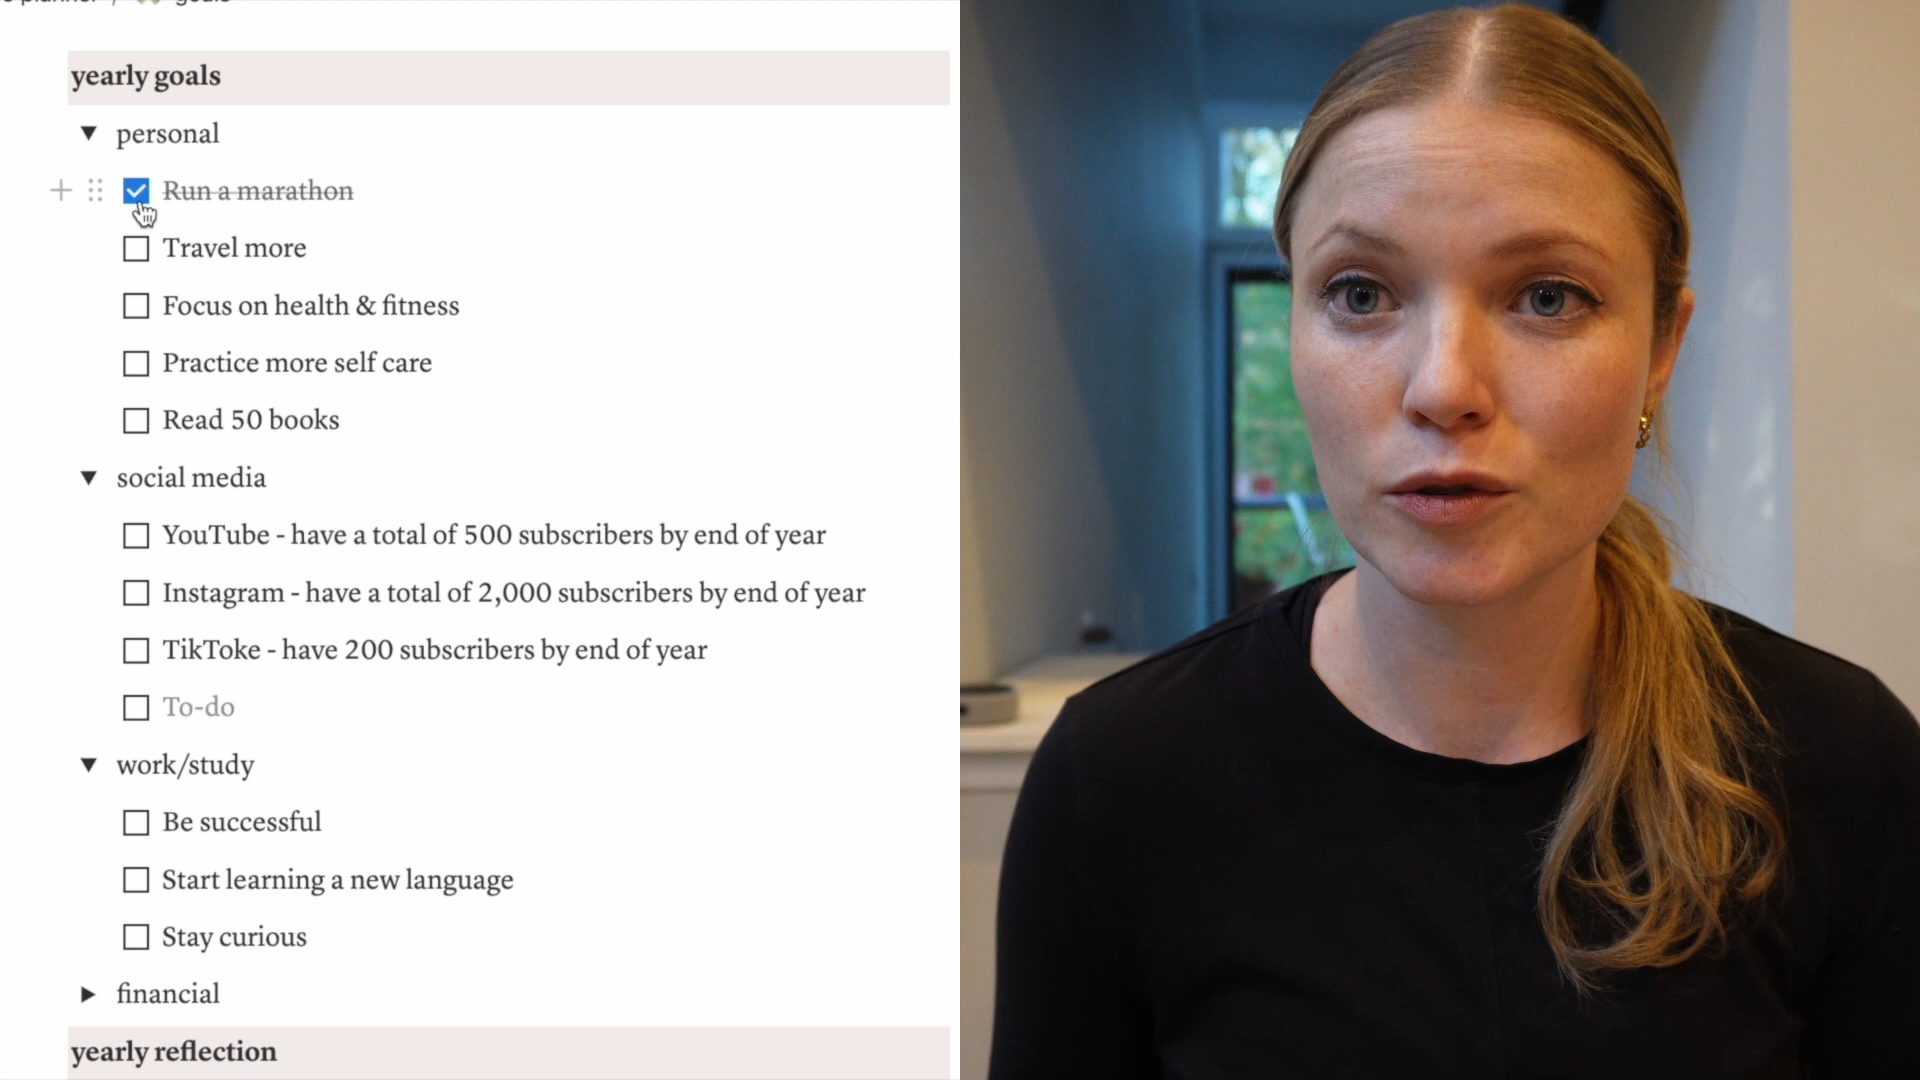 planner / goals
yearly goals
personal
Run a marathon
Travel more
Focus on health & fitness
Practice more self care
Read 50 books
social media
YouTube - have a total of 500 subscribers by end of year
Instagram - have a total of 2,000 subscribers by end of year
TikToke - have 200 subscribers by end of year
To-do
work/study
Be successful
Start learning a new language
Stay curious
financial
yearly reflection